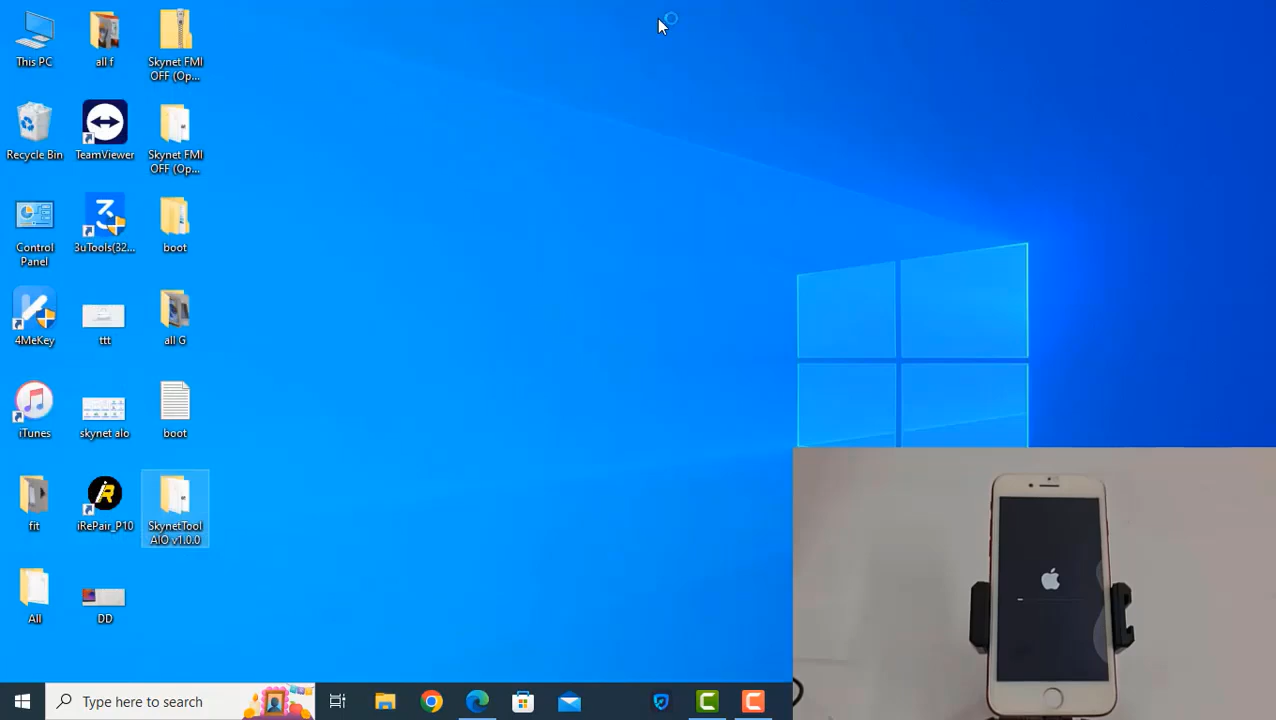 This PC
all f
Skynet FMI
OFF (Op...
Recycle Bin
TeamViewer
Skynet FMI
OFF (Op...
Control
Panel
3uTools(32...
boot
4MeKey
ttt
all G
iTunes
skynet aIo
boot
fit
iRePair_P10
SkynetTool
AIO v1.0.0
All
DD
Type here to search